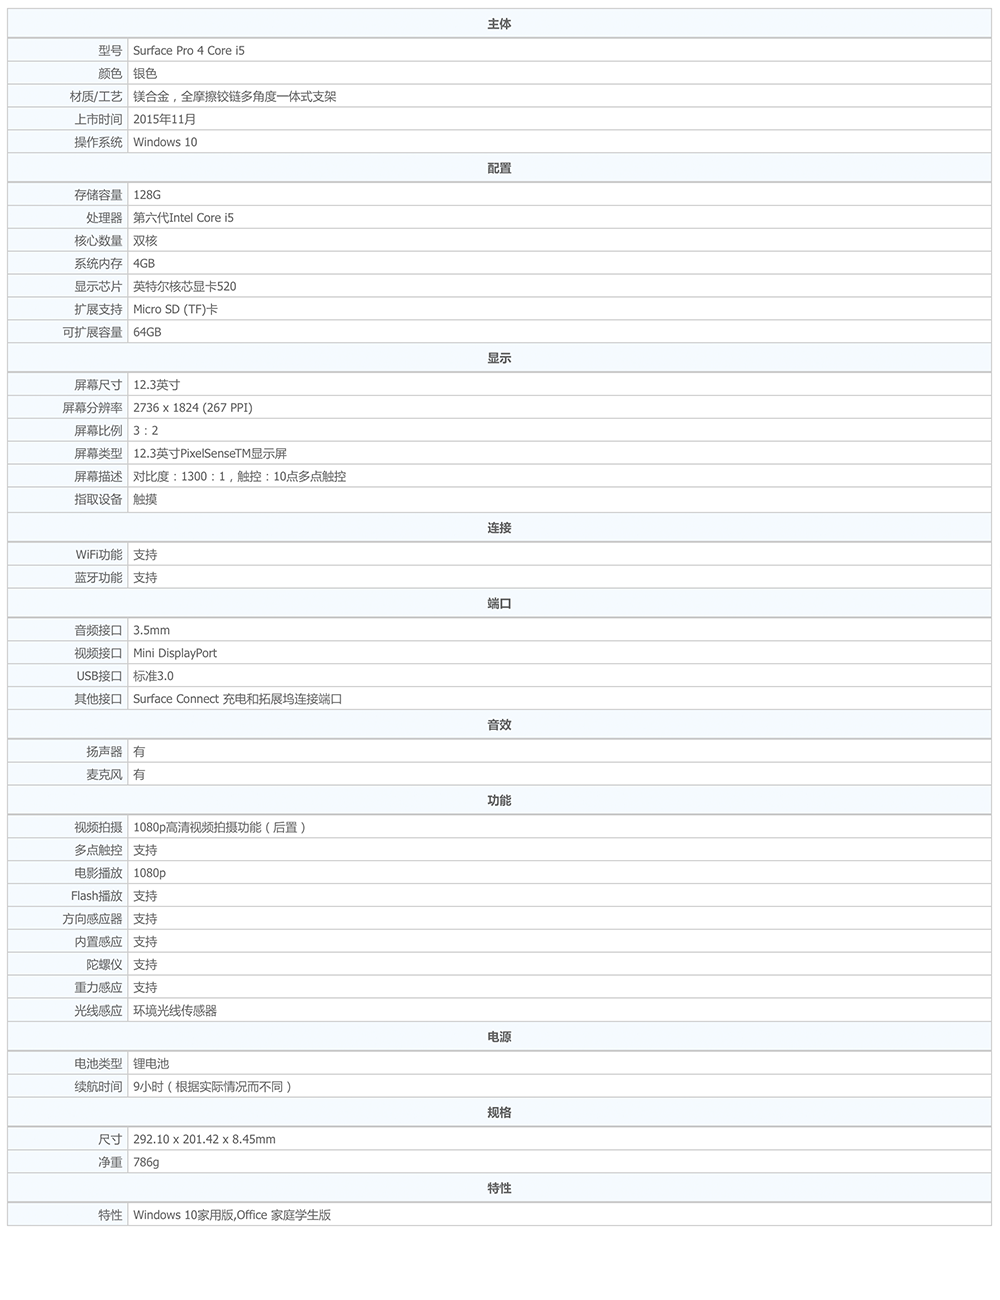 主体
型号 Surface Pro 4 Core i5
颜色 银色
材质/工艺 镁合金，全摩擦铰链多角度一体式支架
上市时间 2015年11月
操作系统 Windows 10
配置
存储容量 128G
处理器 第六代Intel Core i5
核心数量 双核
系统内存 4GB
显示芯片 英特尔核芯显卡520
扩展支持 Micro SD (TF)卡
可扩展容量 64GB
显示
屏幕尺寸 12.3英寸
屏幕分辨率 2736 x 1824 (267 PPI)
屏幕比例 3：2
屏幕类型 12.3英寸PixelSenseTM显示屏
屏幕描述 对比度：1300：1，触控：10点多点触控
指取设备 触摸
连接
WiFi功能 支持
蓝牙功能 支持
端口
音频接口 3.5mm
视频接口 Mini DisplayPort
USB接口 标准3.0
其他接口 Surface Connect 充电和拓展坞连接端口
音效
扬声器 有
麦克风 有
功能
视频拍摄 1080p高清视频拍摄功能（后置）
多点触控 支持
电影播放 1080p
Flash播放 支持
方向感应器 支持
内置感应 支持
陀螺仪 支持
重力感应 支持
光线感应 环境光线传感器
电源
电池类型 锂电池
续航时间 9小时（根据实际情况而不同）
规格
尺寸 292.10 x 201.42 x 8.45mm
净重 786g
特性
特性 Windows 10家用版,Office 家庭学生版